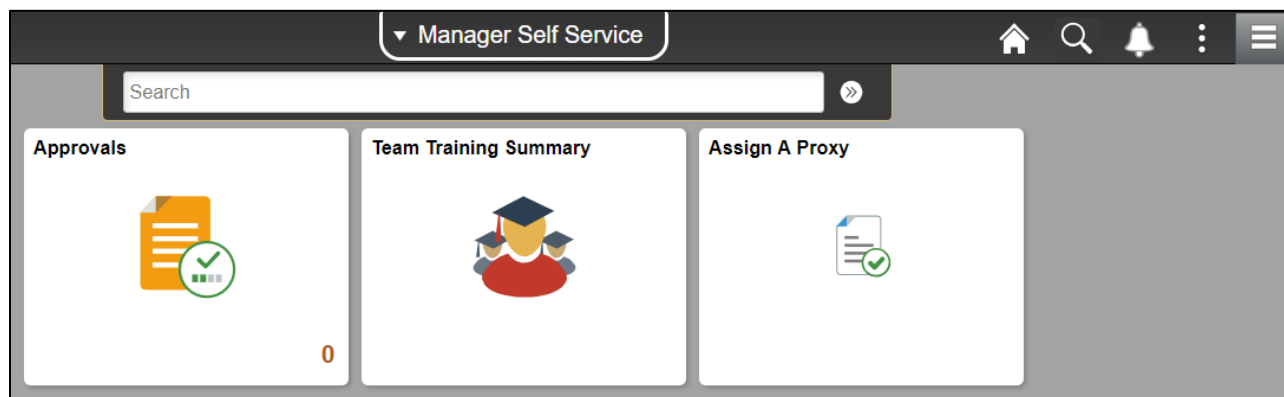 Manager Self Service
Search
Approvals
Team Training Summary
Assign A Proxy
0